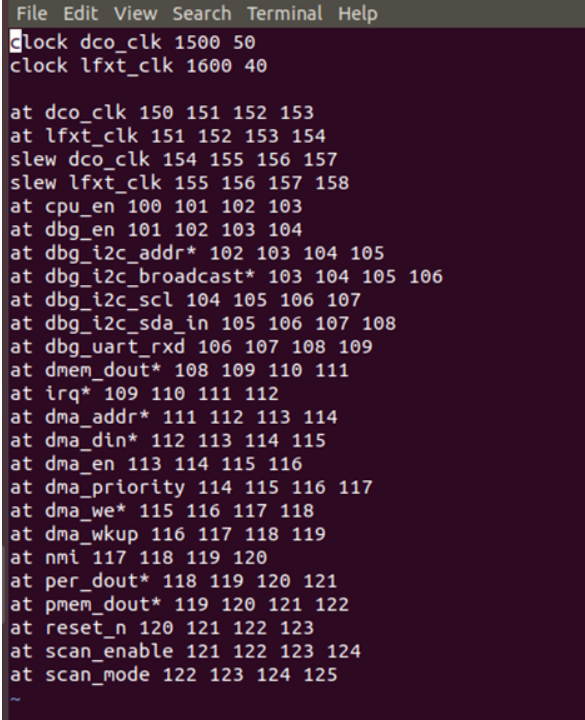 File Edit View Search Terminal Help
clock dco_clk 1500 50
clock lfxt_clk 1600 40
at dco_clk 150 151 152 153
at lfxt_clk 151 152 153 154
slew dco_clk 154 155 156 157
slew lfxt_clk 155 156 157 158
at cpu_en 100 101 102 103
at dbg_en 101 102 103 104
at dbg_i2c_addr* 102 103 104 105
at dbg_i2c_broadcast* 103 104 105 106
at dbg_i2c_scl 104 105 106 107
at dbg_i2c_sda_in 105 106 107 108
at dbg_uart_rxd 106 107 108 109
at dmem_dout* 108 109 110 111
at irq* 109 110 111 112
at dma_addr* 111 112 113 114
at dma_din* 112 113 114 115
at dma_en 113 114 115 116
at dma_priority 114 115 116 117
at dma_we* 115 116 117 118
at dma_wkup 116 117 118 119
at nmi 117 118 119 120
at per_dout* 118 119 120 121
at pmem_dout* 119 120 121 122
at reset_n 120 121 122 123
at scan_enable 121 122 123 124
at scan_mode 122 123 124 125
~